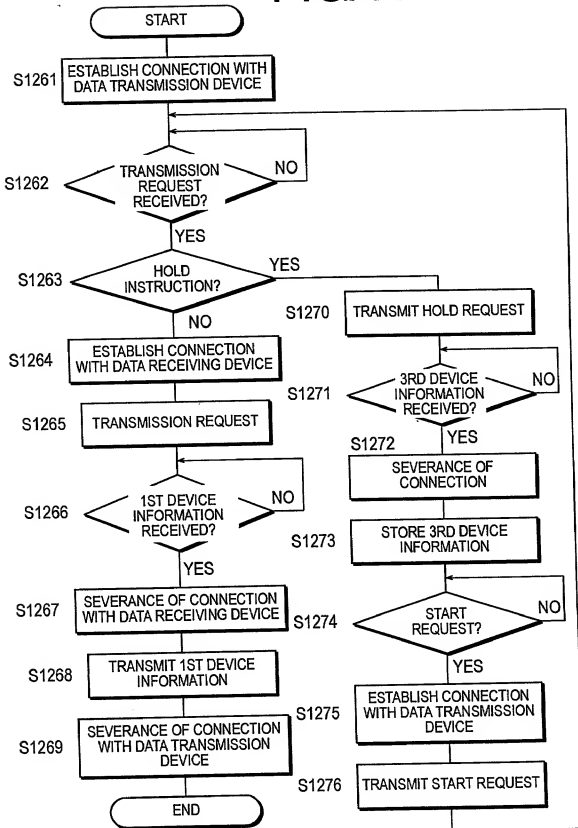 START
S1261
ESTABLISH CONNECTION WITH
DATA TRANSMISSION DEVICE
S1262
TRANSMISSION
REQUEST
RECEIVED?
NO
YES
S1263
HOLD
INSTRUCTION?
YES
NO
S1264
ESTABLISH CONNECTION
WITH DATA RECEIVING DEVICE
S1265
TRANSMISSION REQUEST
S1266
1ST DEVICE
INFORMATION
RECEIVED?
NO
YES
S1267
SEVERANCE OF CONNECTION
WITH DATA RECEIVING DEVICE
S1268
TRANSMIT 1ST DEVICE
INFORMATION
S1269
SEVERANCE OF CONNECTION
WITH DATA TRANSMISSION
DEVICE
END
S1270
TRANSMIT HOLD REQUEST
S1271
3RD DEVICE
INFORMATION
RECEIVED?
NO
YES
S1272
SEVERANCE OF
CONNECTION
S1273
STORE 3RD DEVICE
INFORMATION
S1274
START
REQUEST?
NO
YES
S1275
ESTABLISH CONNECTION
WITH DATA TRANSMISSION
DEVICE
S1276
TRANSMIT START REQUEST